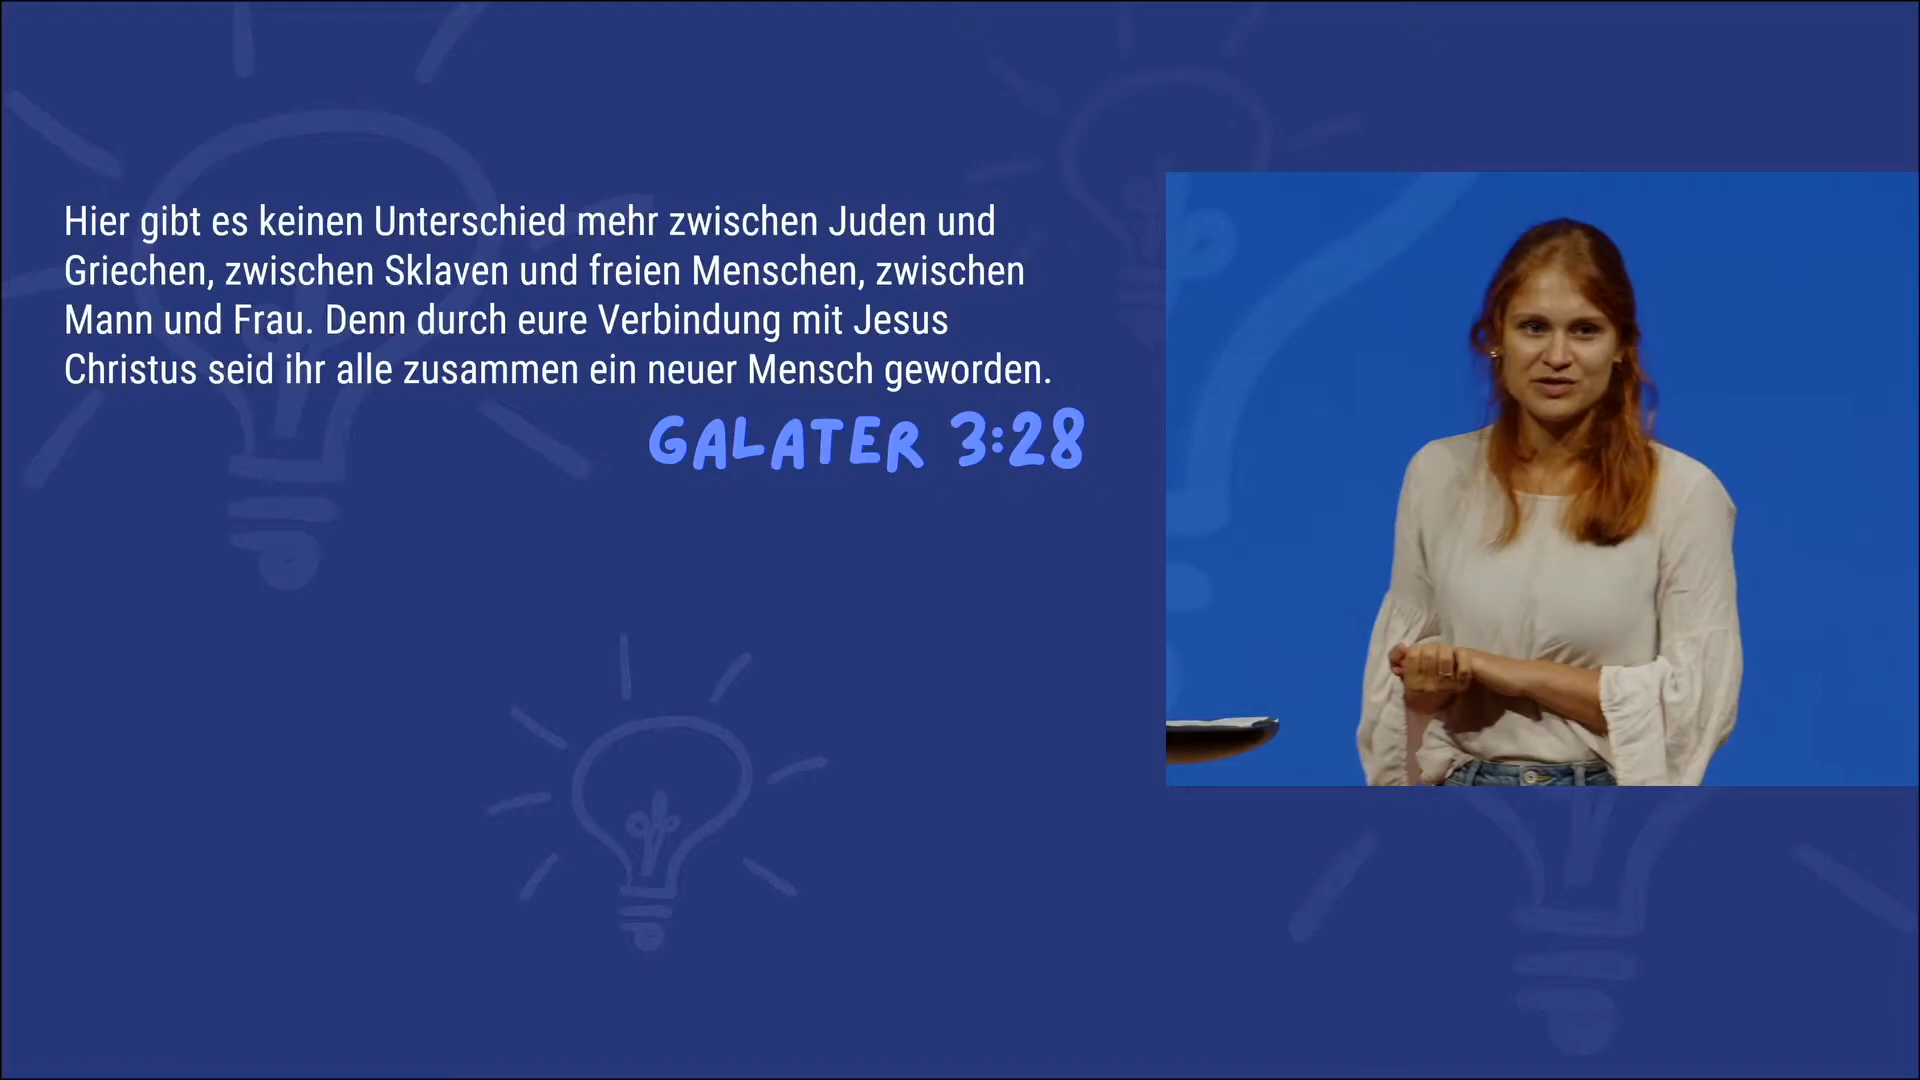 Hier gibt es keinen Unterschied mehr zwischen Juden und
Griechen, zwischen Sklaven und freien Menschen, zwischen
Mann und Frau. Denn durch eure Verbindung mit Jesus
Christus seid ihr alle zusammen ein neuer Mensch geworden.
GALATER 3:28